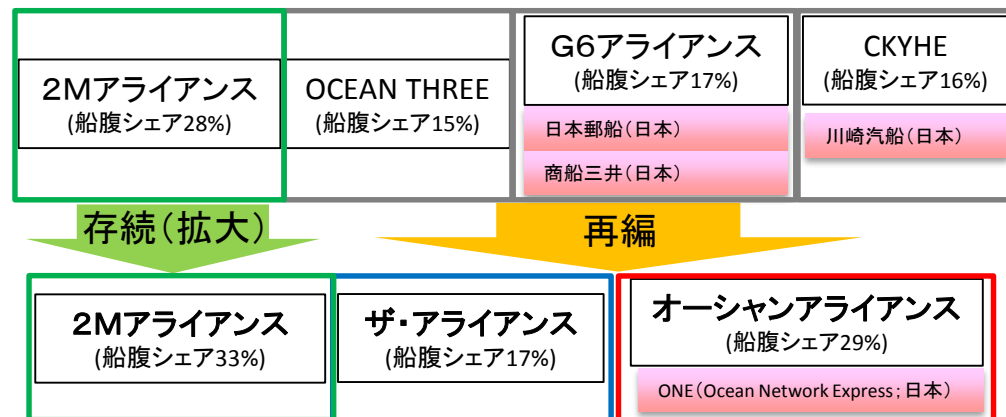 2Mアライアンス
(船腹シェア28%)
OCEAN THREE
(船腹シェア15%)
G6アライアンス
(船腹シェア17%)
日本郵船(日本)
商船三井(日本)
CKYHE
(船腹シェア16%)
川崎汽船(日本)
存続(拡大)
再編
2Mアライアンス
(船腹シェア33%)
ザ・アライアンス
(船腹シェア17%)
オーシャンアライアンス
(船腹シェア29%)
ONE(Ocean Network Express;日本)